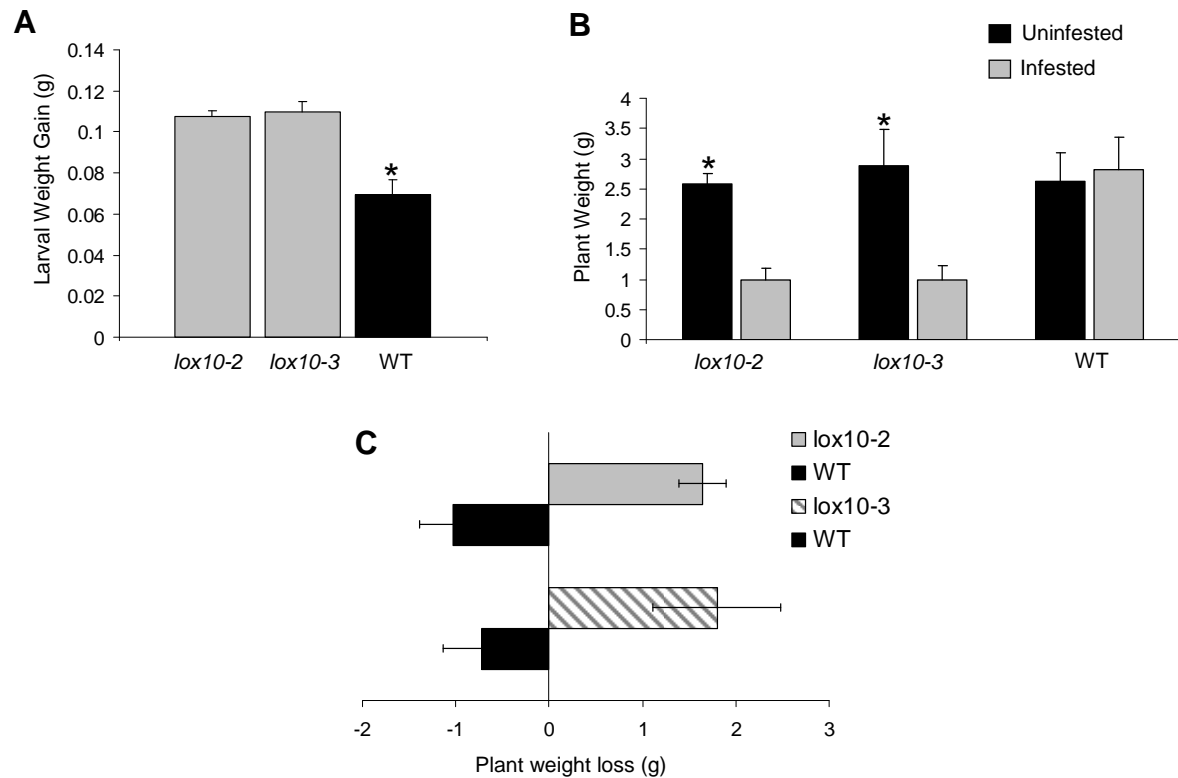 A
Larval Weight Gain (g)
0.14
0.12
0.1
0.08
0.06
0.04
0.02
0
*
lox10-2 lox10-3 WT
B
Uninfested
Infested
Plant Weight (g)
4
3.5
3
2.5
2
1.5
1
0.5
0
* *
lox10-2 lox10-3 WT
C
lox10-2
WT
lox10-3
WT
-2 -1 0 1 2 3
Plant weight loss (g)